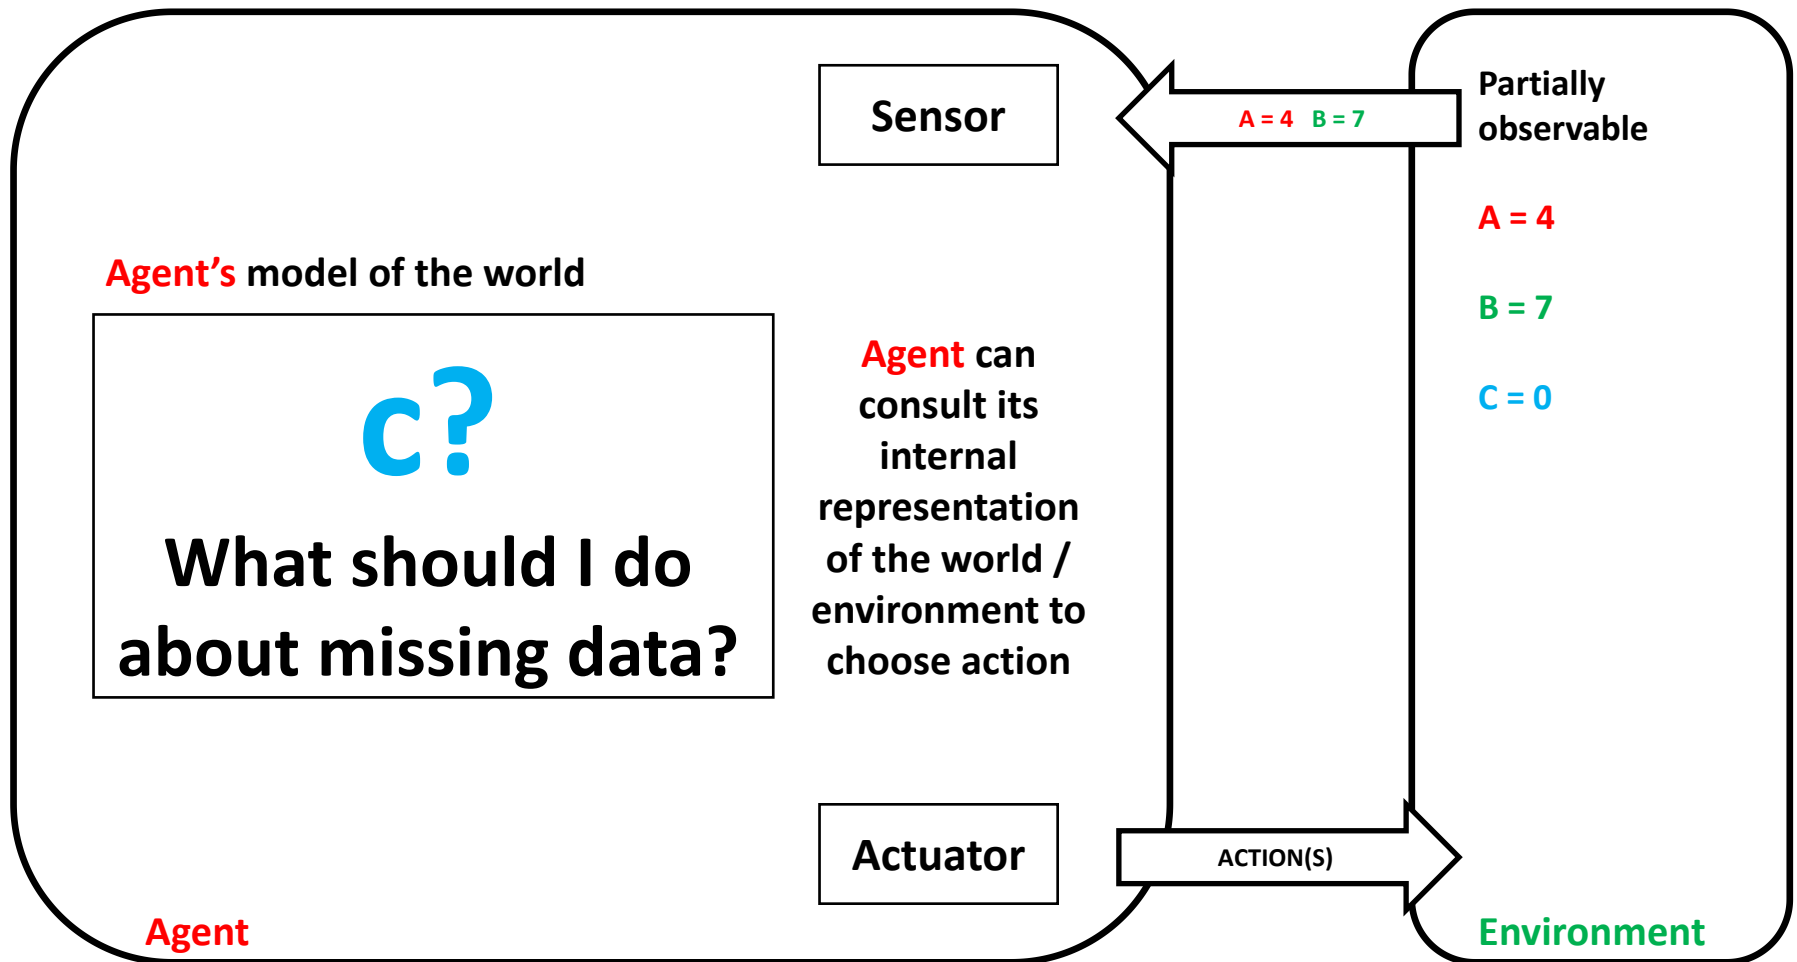 Sensor
A = 4 B = 7
Partially
observable
A = 4
B = 7
C = 0
Agent's model of the world
c?
What should I do
about missing data?
Agent can
consult its
internal
representation
of the world /
environment to
choose action
Actuator
ACTION(S)
Agent
Environment